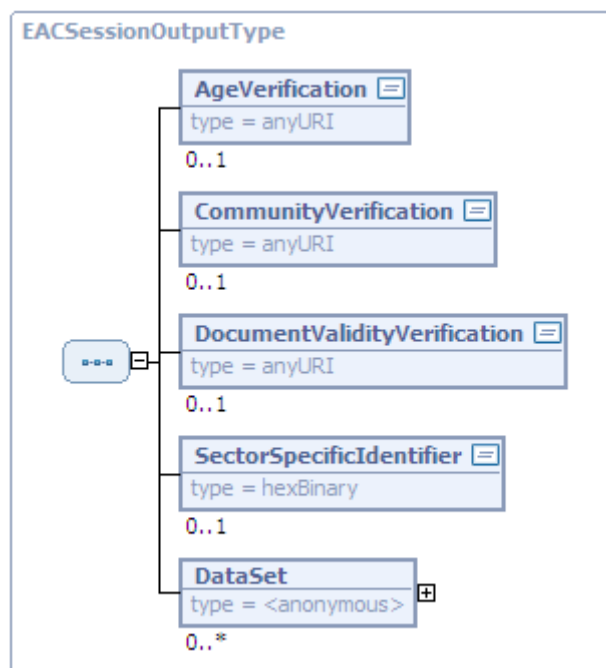 EACSessionOutputType
AgeVerification
type = anyURI
0..1
CommunityVerification
type = anyURI
0..1
DocumentValidityVerification
type = anyURI
0..1
SectorSpecificIdentifier
type = hexBinary
0..1
DataSet
type = <anonymous>
0..*